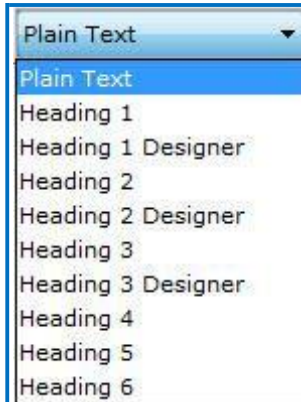 Plain Text
Plain Text
Heading 1
Heading 1 Designer
Heading 2
Heading 2 Designer
Heading 3
Heading 3 Designer
Heading 4
Heading 5
Heading 6